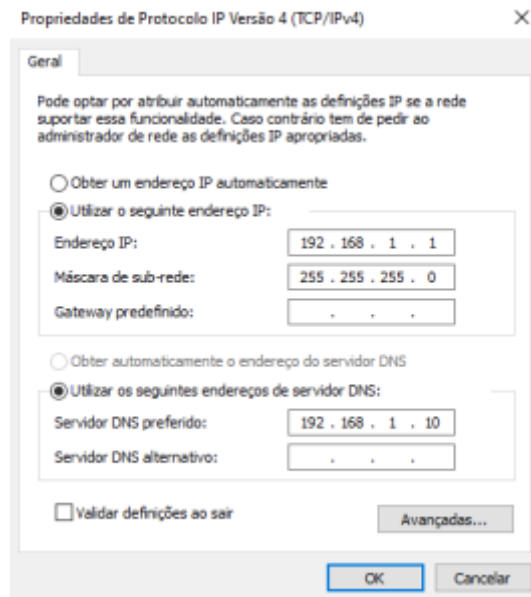 Propriedades de Protocolo IP Versão 4 (TCP/IPv4)
Geral
Pode optar por atribuir automaticamente as definições IP se a rede
suportar essa funcionalidade. Caso contrário tem de pedir ao
administrador de rede as definições IP apropriadas.
Obter um endereço IP automaticamente
Utilizar o seguinte endereço IP:
Endereço IP: 192 . 168 . 1 . 1
Máscara de sub-rede: 255 . 255 . 255 . 0
Gateway predefinido: . . .
Obter automaticamente o endereço do servidor DNS
Utilizar os seguintes endereços de servidor DNS:
Servidor DNS preferido: 192 . 168 . 1 . 10
Servidor DNS alternativo: . . .
Validar definições ao sair
Avançadas...
OK Cancelar